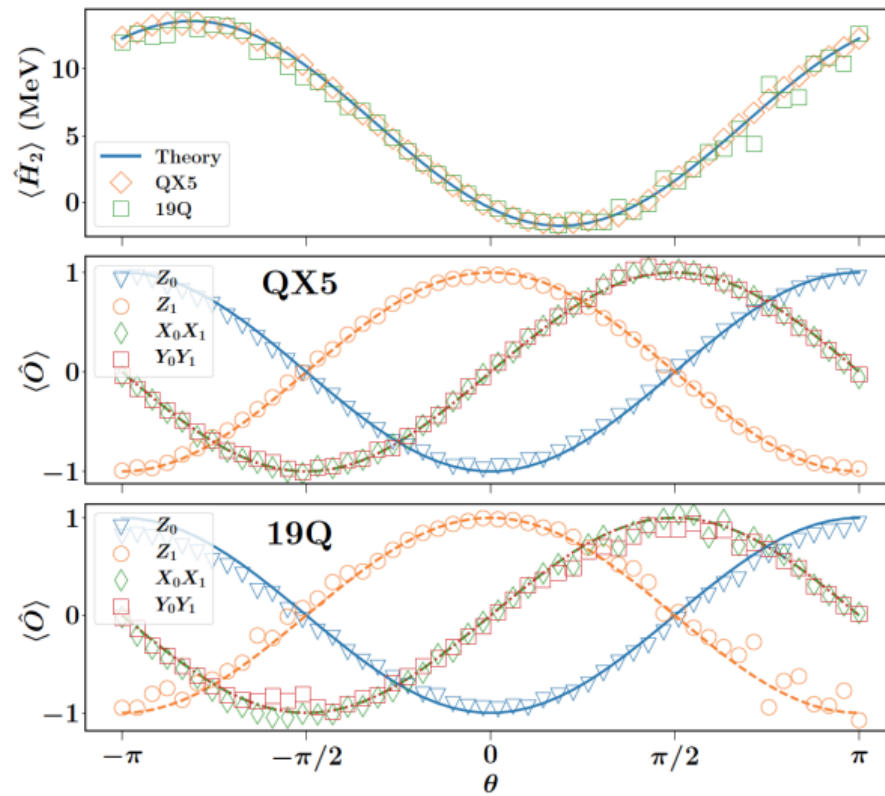 ⟨Ĥ₂⟩ (MeV)
10
5
0
Theory
QX5
19Q
⟨Ô⟩
1
0
−1
Z₀
Z₁
X₀X₁
Y₀Y₁
QX5
⟨Ô⟩
1
0
−1
Z₀
Z₁
X₀X₁
Y₀Y₁
19Q
−π
−π/2
0
π/2
π
θ